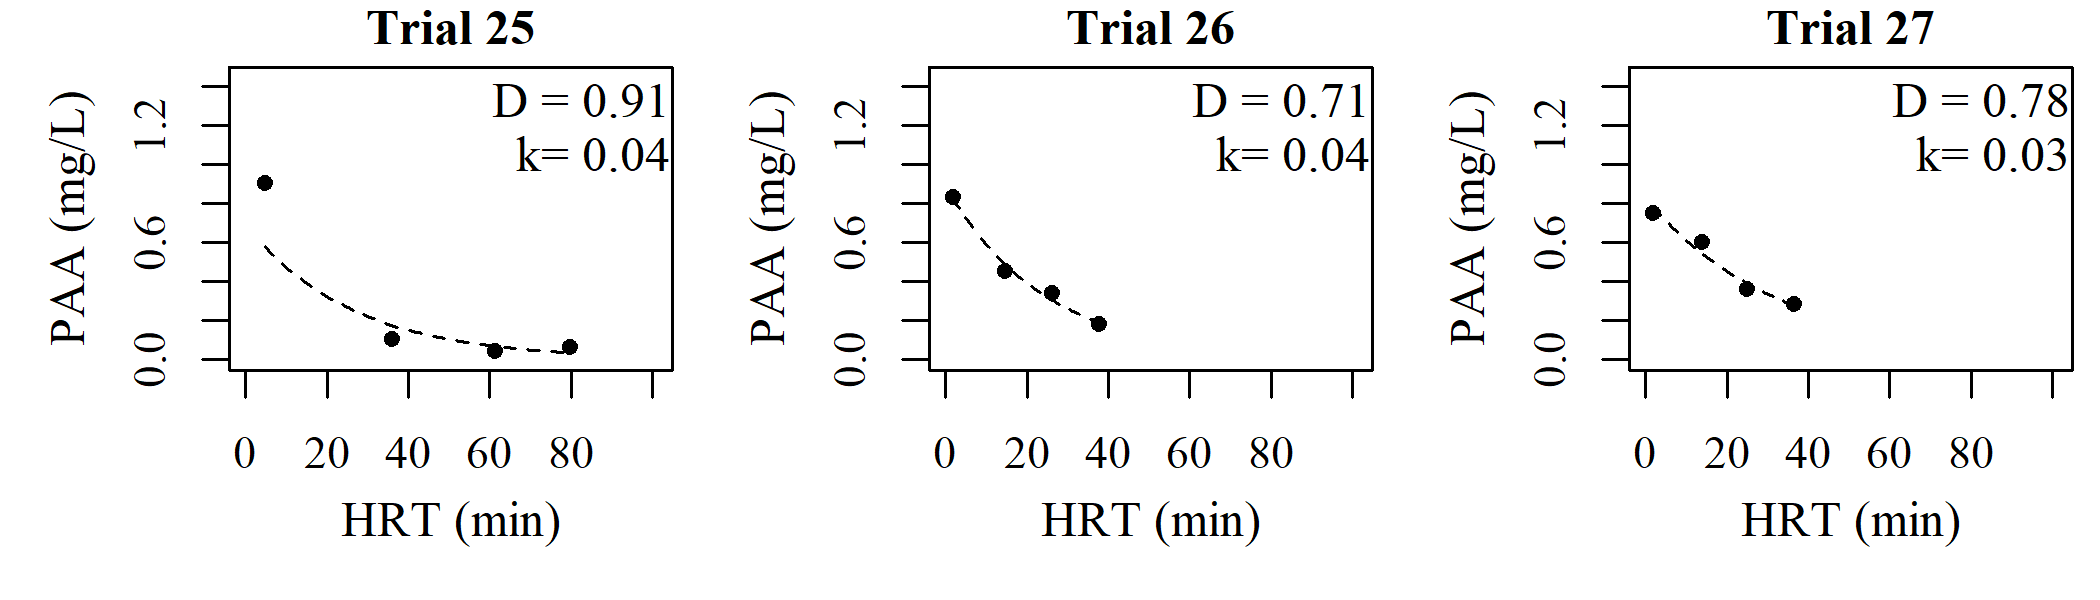 Trial 25
D = 0.91
k= 0.04
PAA (mg/L)
1.2
0.6
0.0
0 20 40 60 80
HRT (min)
Trial 26
D = 0.71
k= 0.04
PAA (mg/L)
1.2
0.6
0.0
0 20 40 60 80
HRT (min)
Trial 27
D = 0.78
k= 0.03
PAA (mg/L)
1.2
0.6
0.0
0 20 40 60 80
HRT (min)